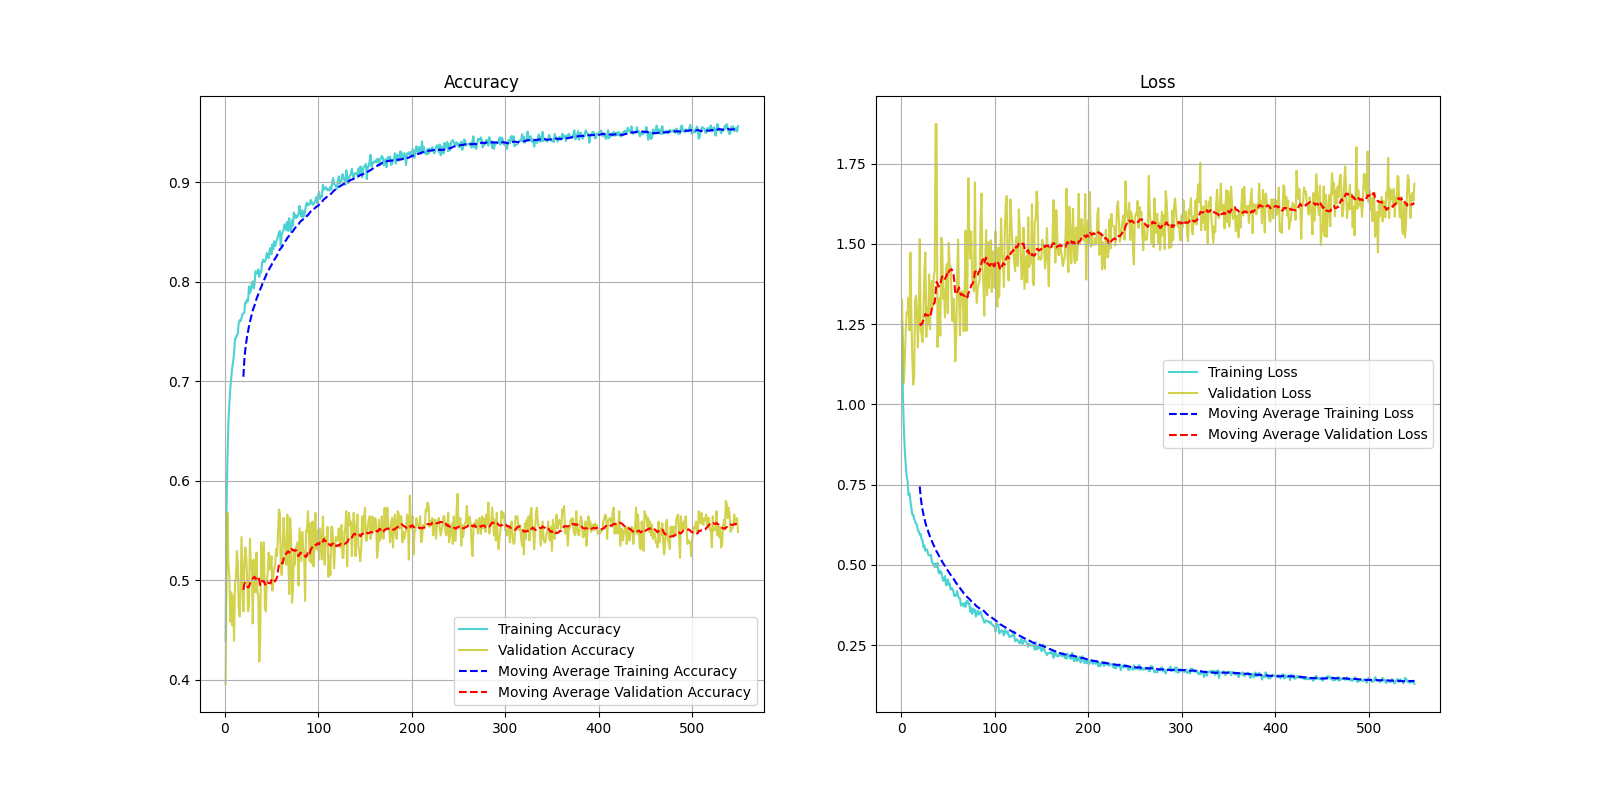 Accuracy
0.9
0.8
0.7
0.6
0.5
0.4
0
100
200
300
400
500
Training Accuracy
Validation Accuracy
Moving Average Training Accuracy
Moving Average Validation Accuracy
Loss
1.75
1.50
1.25
1.00
0.75
0.50
0.25
0
100
200
300
400
500
Training Loss
Validation Loss
Moving Average Training Loss
Moving Average Validation Loss